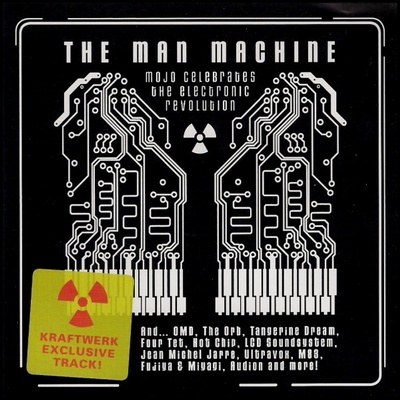 THE MAN MACHINE
MOJO CELEBRATES
THE ELECTRONIC
REVOLUTION
KRAFTWERK
EXCLUSIVE
TRACK!
And... OMD, The Orb, Tangerine Dream,
Four Tet, Hot Chip, LCD Soundsystem,
Jean Michel Jarre, Ultravox, M83,
Fujiya & Miyagi, Audion and more!